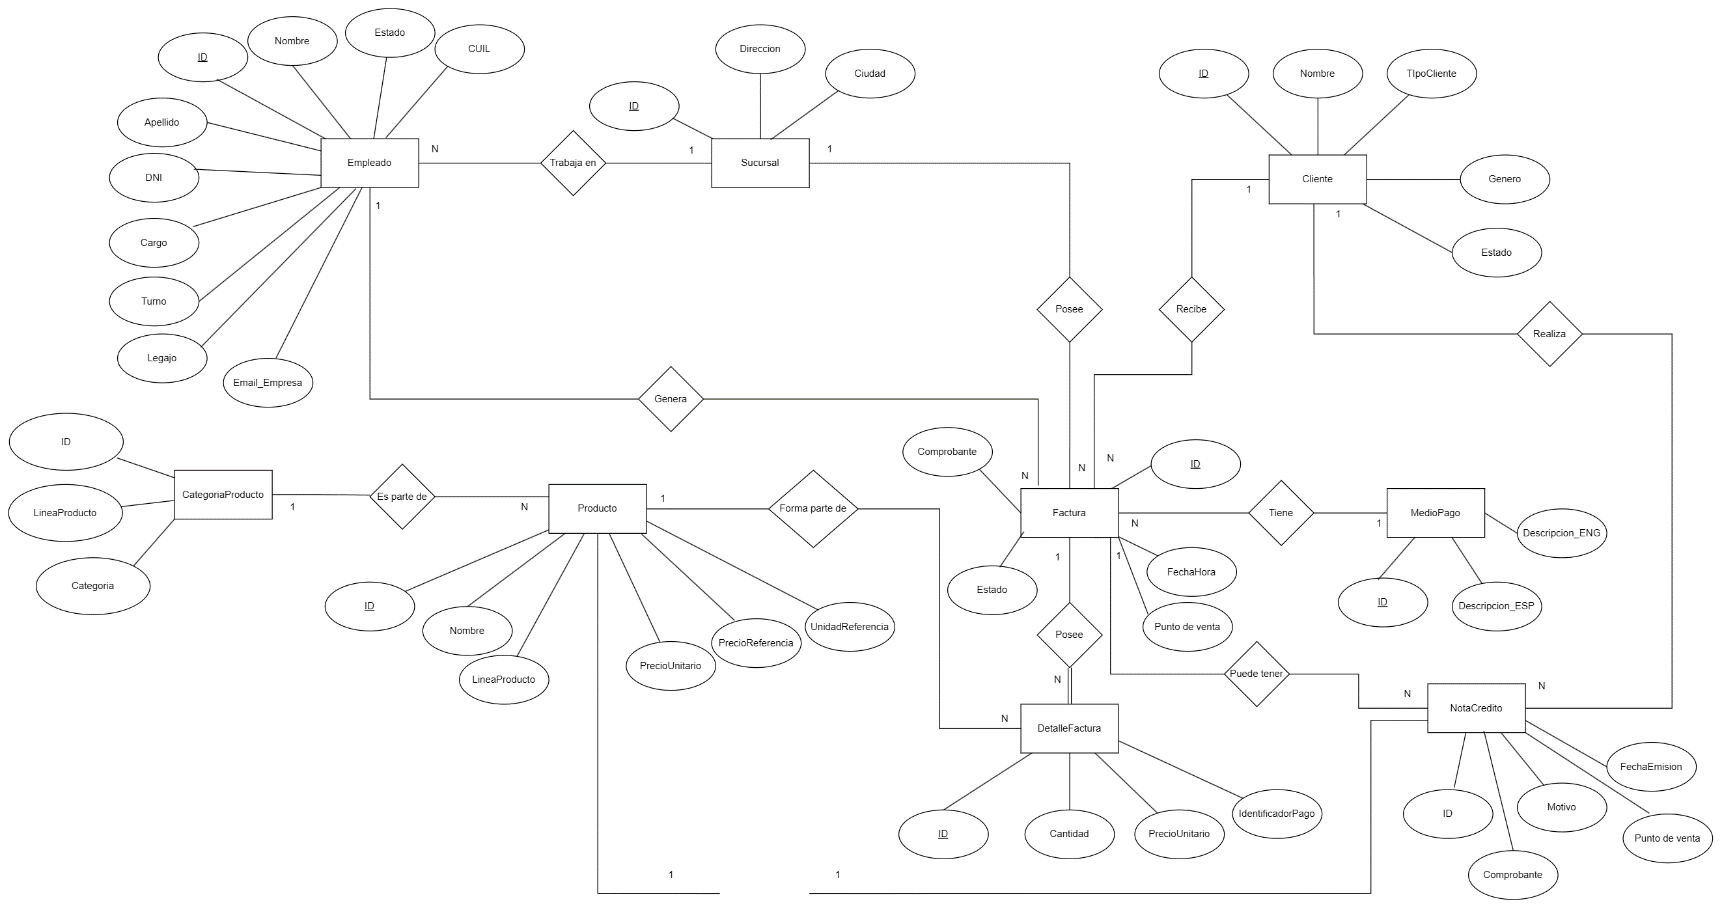 Estado
Nombre
CUIL
ID
Direccion
Ciudad
ID
ID
Nombre
TIpoCliente
Apellido
Empleado
N
Trabaja en
1
Sucursal
1
DNI
Cliente
1
Genero
1
1
Cargo
Estado
Turno
Posee
Recibe
Realiza
Legajo
Email_Empresa
Genera
ID
Comprobante
N
N
N
ID
CategoriaProducto
1
Es parte de
N
Producto
1
Forma parte de
Factura
N
Tiene
1
MedioPago
LineaProducto
Descripcion_ENG
1
1
Categoria
FechaHora
Estado
ID
Descripcion_ESP
ID
Nombre
UnidadReferencia
Punto de venta
PrecioReferencia
Posee
PrecioUnitario
LineaProducto
N
Puede tener
N
N
NotaCredito
N
DetalleFactura
FechaEmision
ID
Cantidad
PrecioUnitario
IdentificadorPago
ID
Motivo
Punto de venta
1
1
Comprobante